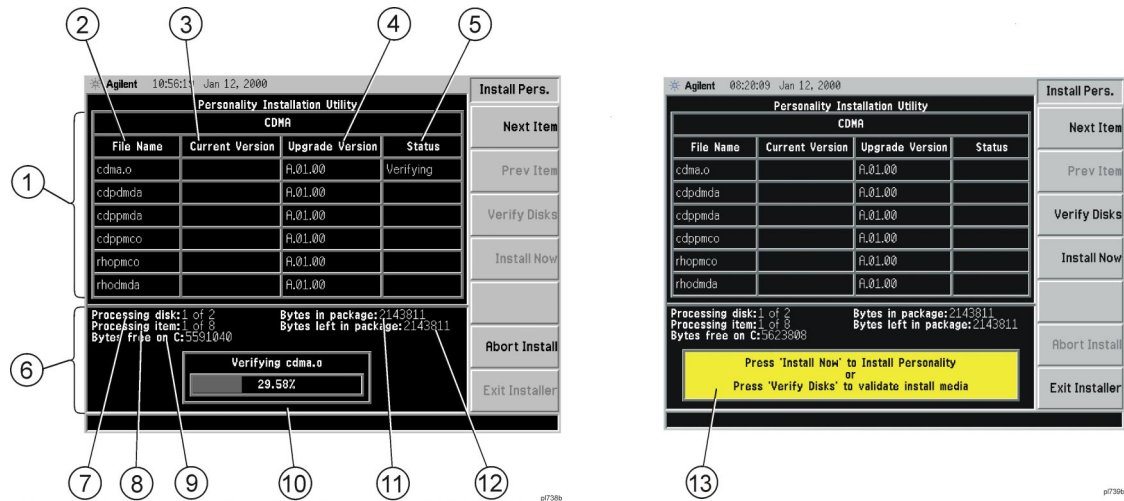 2 3 4 5
Agilent 10:56:19 Jan 12, 2000 Install Pers.
Personality Installation Utility
CDMA
File Name Current Version Upgrade Version Status
cdma.o A.01.00 Verifying
cdpdmda A.01.00
cdppmda A.01.00
cdppmco A.01.00
rhopmco A.01.00
rhodmda A.01.00
Next Item
Prev Item
Verify Disks
Install Now
Abort Install
Exit Installer
1
6
Processing disk:1 of 2 Bytes in package:2143811
Processing item:1 of 8 Bytes left in package:2143811
Bytes free on C:5591040
Verifying cdma.o
29.58%
7 8 9 10 11 12
pl738b
Agilent 08:20:09 Jan 12, 2000 Install Pers.
Personality Installation Utility
CDMA
File Name Current Version Upgrade Version Status
cdma.o A.01.00
cdpdmda A.01.00
cdppmda A.01.00
cdppmco A.01.00
rhopmco A.01.00
rhodmda A.01.00
Next Item
Prev Item
Verify Disks
Install Now
Abort Install
Exit Installer
Processing disk:1 of 2 Bytes in package:2143811
Processing item:1 of 8 Bytes left in package:2143811
Bytes free on C:5623808
Press 'Install Now' to Install Personality
or
Press 'Verify Disks' to validate install media
13
pl739b